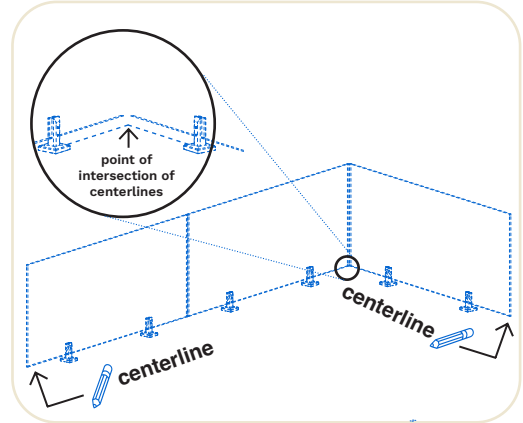 point of
intersection of
centerlines
centerline
centerline